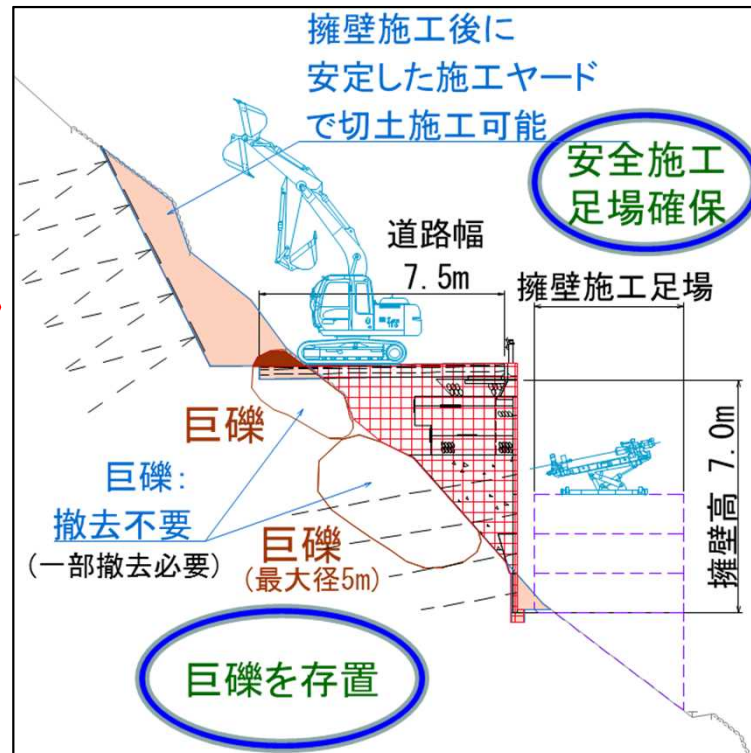 擁壁施工後に
安定した施工ヤード
で切土施工可能
安全施工
足場確保
道路幅
7.5m
擁壁施工足場
巨礫
巨礫：
撤去不要
(一部撤去必要)
巨礫
(最大径5m)
擁壁高 7.0m
巨礫を存置